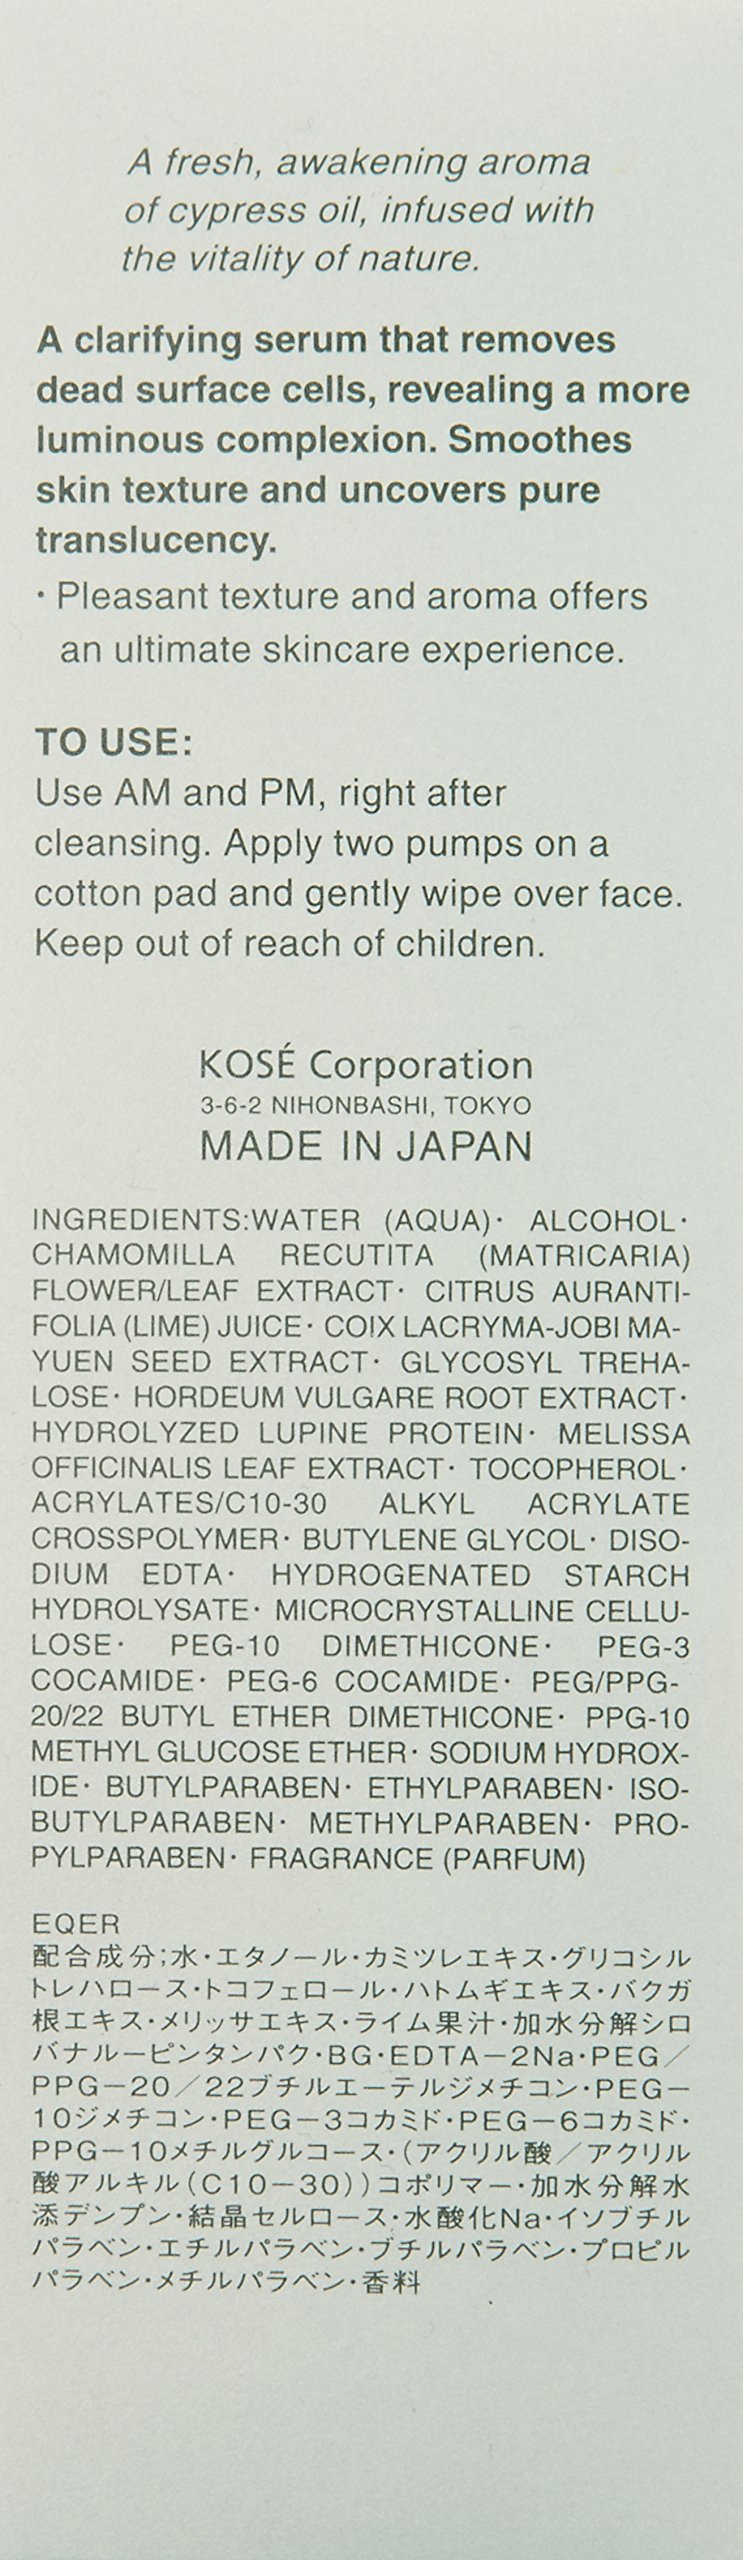 A fresh, awakening aroma
of cypress oil, infused with
the vitality of nature.
A clarifying serum that removes
dead surface cells, revealing a more
luminous complexion. Smoothes
skin texture and uncovers pure
translucency.
· Pleasant texture and aroma offers
an ultimate skincare experience.
TO USE:
Use AM and PM, right after
cleansing. Apply two pumps on a
cotton pad and gently wipe over face.
Keep out of reach of children.
KOSÉ Corporation
3-6-2 NIHONBASHI, TOKYO
MADE IN JAPAN
INGREDIENTS:WATER (AQUA)· ALCOHOL·
CHAMOMILLA RECUTITA (MATRICARIA)
FLOWER/LEAF EXTRACT· CITRUS AURANTI-
FOLIA (LIME) JUICE· COIX LACRYMA-JOBI MA-
YUEN SEED EXTRACT· GLYCOSYL TREHA-
LOSE· HORDEUM VULGARE ROOT EXTRACT·
HYDROLYZED LUPINE PROTEIN· MELISSA
OFFICINALIS LEAF EXTRACT· TOCOPHEROL·
ACRYLATES/C10-30 ALKYL ACRYLATE
CROSSPOLYMER· BUTYLENE GLYCOL· DISO-
DIUM EDTA· HYDROGENATED STARCH
HYDROLYSATE· MICROCRYSTALLINE CELLU-
LOSE· PEG-10 DIMETHICONE· PEG-3
COCAMIDE· PEG-6 COCAMIDE· PEG/PPG-
20/22 BUTYL ETHER DIMETHICONE· PPG-10
METHYL GLUCOSE ETHER· SODIUM HYDROX-
IDE· BUTYLPARABEN· ETHYLPARABEN· ISO-
BUTYLPARABEN· METHYLPARABEN· PRO-
PYLPARABEN· FRAGRANCE (PARFUM)
EQER
配合成分;水・エタノール・カミツレエキス・グリコシル
トレハロース・トコフェロール・ハトムギエキス・バクガ
根エキス・メリッサエキス・ライム果汁・加水分解シロ
バナルーピンタンパク・BG・EDTA－2Na・PEG／
PPG－20／22ブチルエーテルジメチコン・PEG－
10ジメチコン・PEG－3コカミド・PEG－6コカミド・
PPG－10メチルグルコース・(アクリル酸／アクリル
酸アルキル(C10－30))コポリマー・加水分解水
添デンプン・結晶セルロース・水酸化Na・イソブチル
パラベン・エチルパラベン・ブチルパラベン・プロピル
パラベン・メチルパラベン・香料